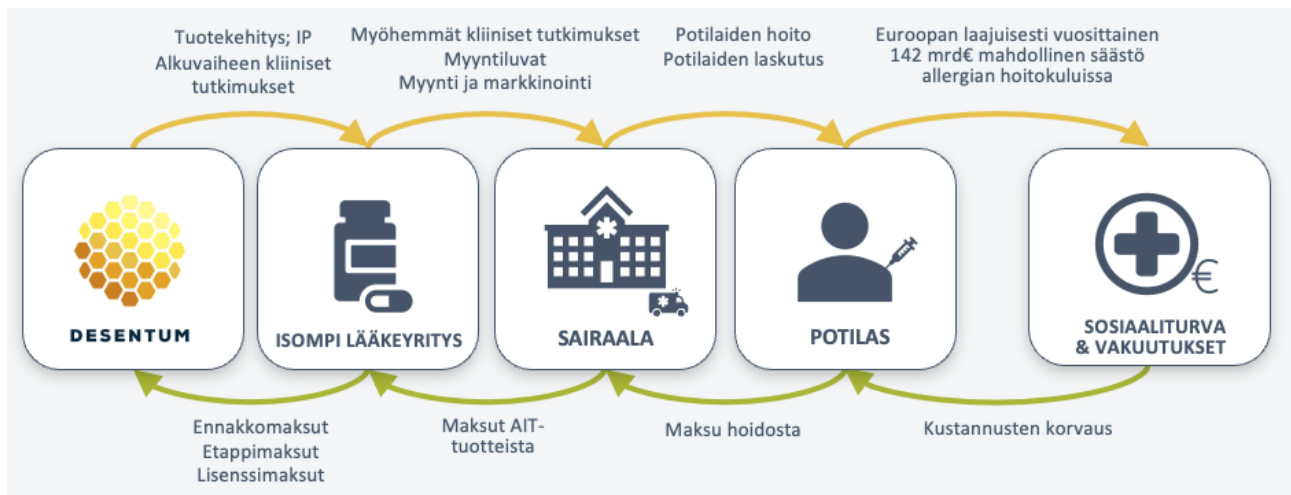 Tuotekehitys; IP
Alkuvaiheen kliiniset
tutkimukset
Myöhemmät kliiniset tutkimukset
Myyntiluvat
Myynti ja markkinointi
Potilaiden hoito
Potilaiden laskutus
Euroopan laajuisesti vuosittainen
142 mrd€ mahdollinen säästö
allergian hoitokuluissa
DESENTUM
ISOMPI LÄÄKEYRITYS
SAIRAALA
POTILAS
€
SOSIAALITURVA
& VAKUUTUKSET
Ennakkomaksut
Etappimaksut
Lisenssimaksut
Maksut AIT-
tuotteista
Maksu hoidosta
Kustannusten korvaus